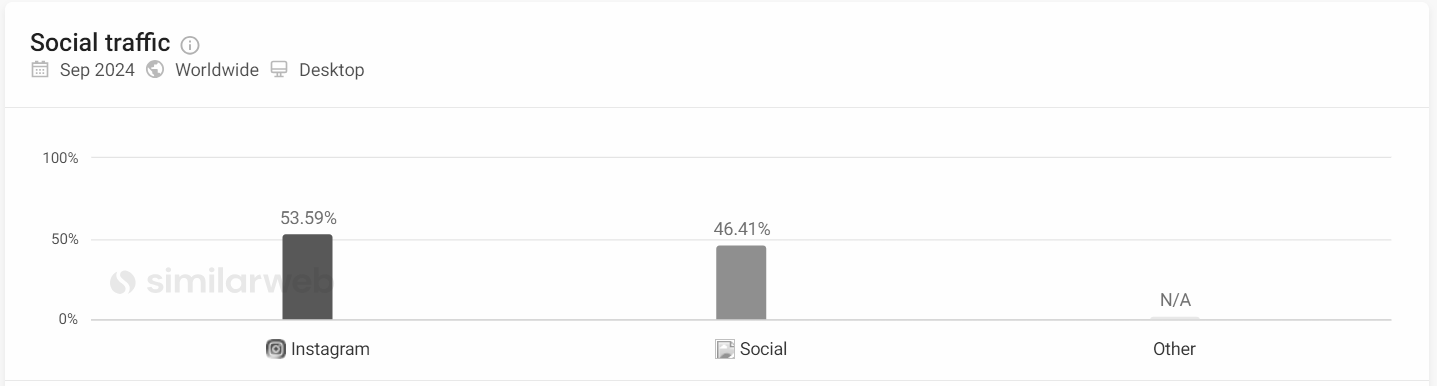 Social traffic
Sep 2024 Worldwide Desktop
100%
53.59%
46.41%
50%
similarweb
N/A
0%
Instagram Social Other